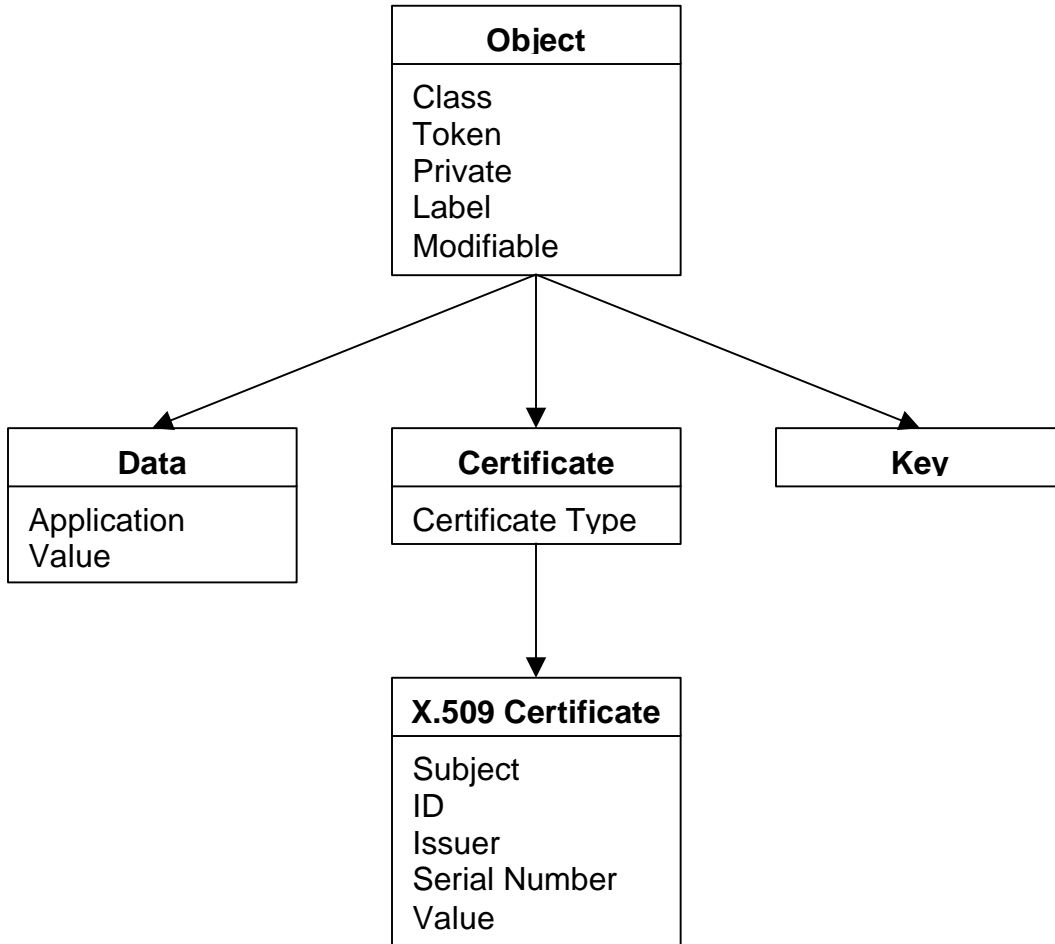 Object
Class
Token
Private
Label
Modifiable
Data
Application
Value
Certificate
Certificate Type
Key
X.509 Certificate
Subject
ID
Issuer
Serial Number
Value